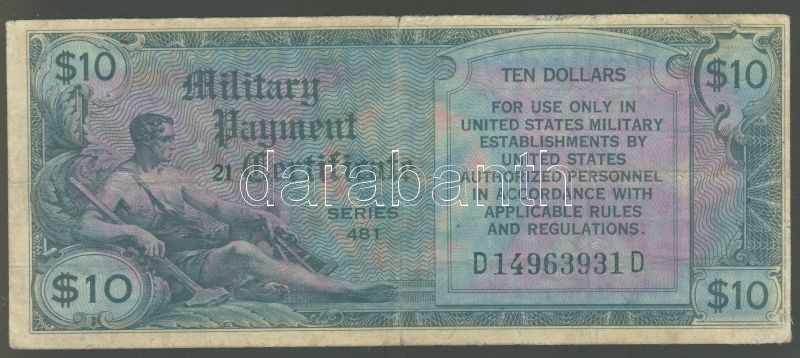 $10
Military
Payment
21 Certificate
SERIES
481
TEN DOLLARS
FOR USE ONLY IN
UNITED STATES MILITARY
ESTABLISHMENTS BY
UNITED STATES
AUTHORIZED PERSONNEL
IN ACCORDANCE WITH
APPLICABLE RULES
AND REGULATIONS.
D14963931D
$10
$10
$10
darabanth